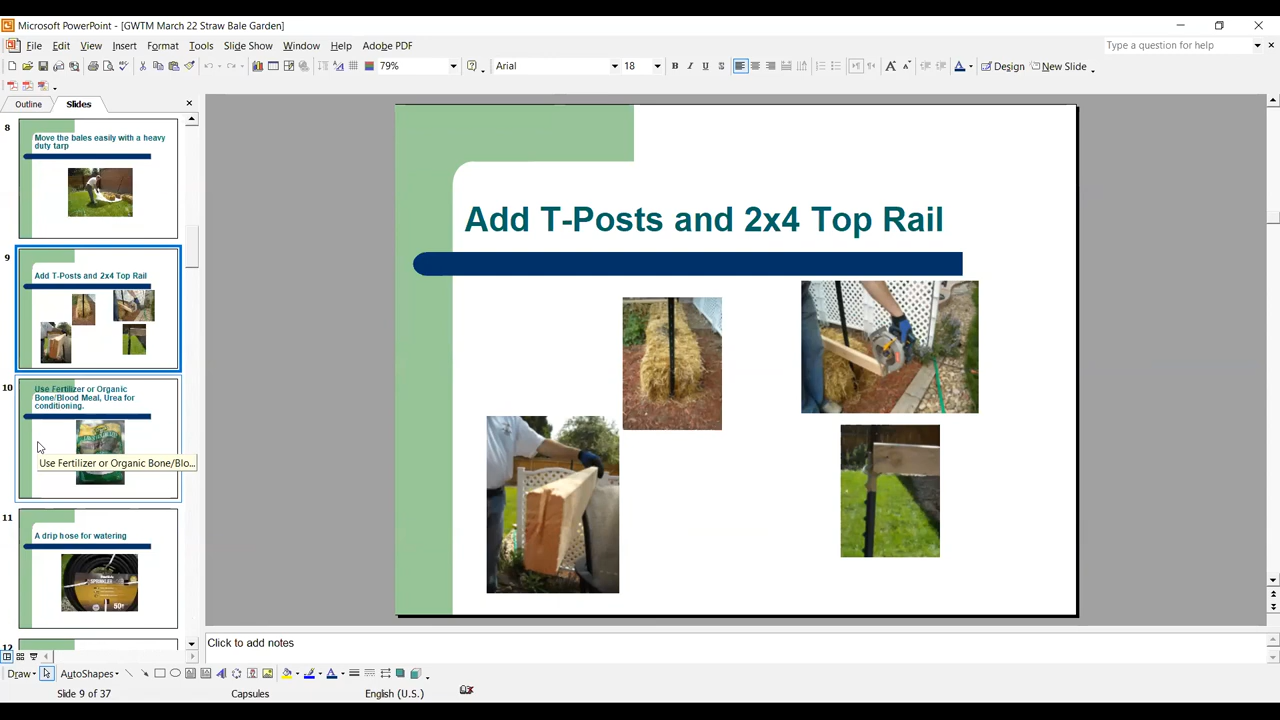 Microsoft PowerPoint - [GWTM March 22 Straw Bale Garden]
File Edit View Insert Format Tools Slide Show Window Help Adobe PDF
Type a question for help
79%
Arial
18
B I U S
Design
New Slide
Outline
Slides
8
Move the bales easily with a heavy
duty tarp
9
Add T-Posts and 2x4 Top Rail
10
Use Fertilizer or Organic
Bone/Blood Meal, Urea for
conditioning.
Use Fertilizer or Organic Bone/Blo...
11
A drip hose for watering
SPRINKLER
50
12
Add T-Posts and 2x4 Top Rail
Click to add notes
Draw
AutoShapes
Slide 9 of 37
Capsules
English (U.S.)